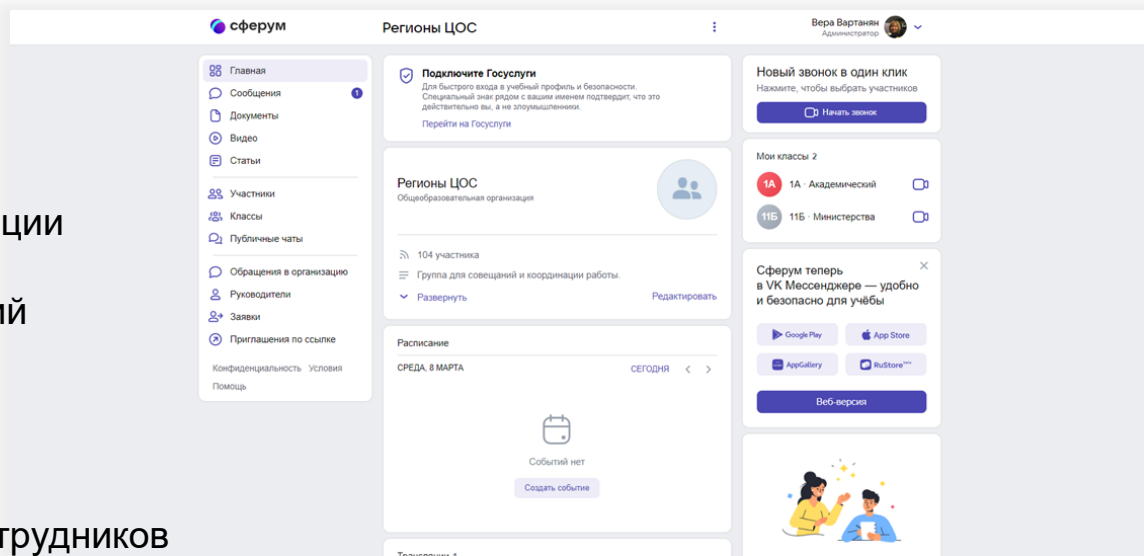 сферум
Регионы ЦОС
Вера Вартанян
Администратор
Главная
Сообщения 1
Документы
Видео
Статьи
Участники
Классы
Публичные чаты
Обращения в организацию
Руководители
Заявки
Приглашения по ссылке
Конфиденциальность Условия
Помощь
ции
ий
трудников
Подключите Госуслуги
Для быстрого входа в учебный профиль и безопасности.
Специальный знак рядом с вашим именем подтвердит, что это
действительно вы, а не злоумышленники.
Перейти на Госуслуги
Регионы ЦОС
Общеобразовательная организация
104 участника
Группа для совещаний и координации работы.
Развернуть
Редактировать
Расписание
СРЕДА, 8 МАРТА
СЕГОДНЯ
Событий нет
Создать событие
Трансляции 1
Новый звонок в один клик
Нажмите, чтобы выбрать участников
Начать звонок
Мои классы 2
1А 1А · Академический
11Б 11Б · Министерства
Сферум теперь
в VK Мессенджере — удобно
и безопасно для учёбы
Google Play
App Store
AppGallery
RuStore
Веб-версия